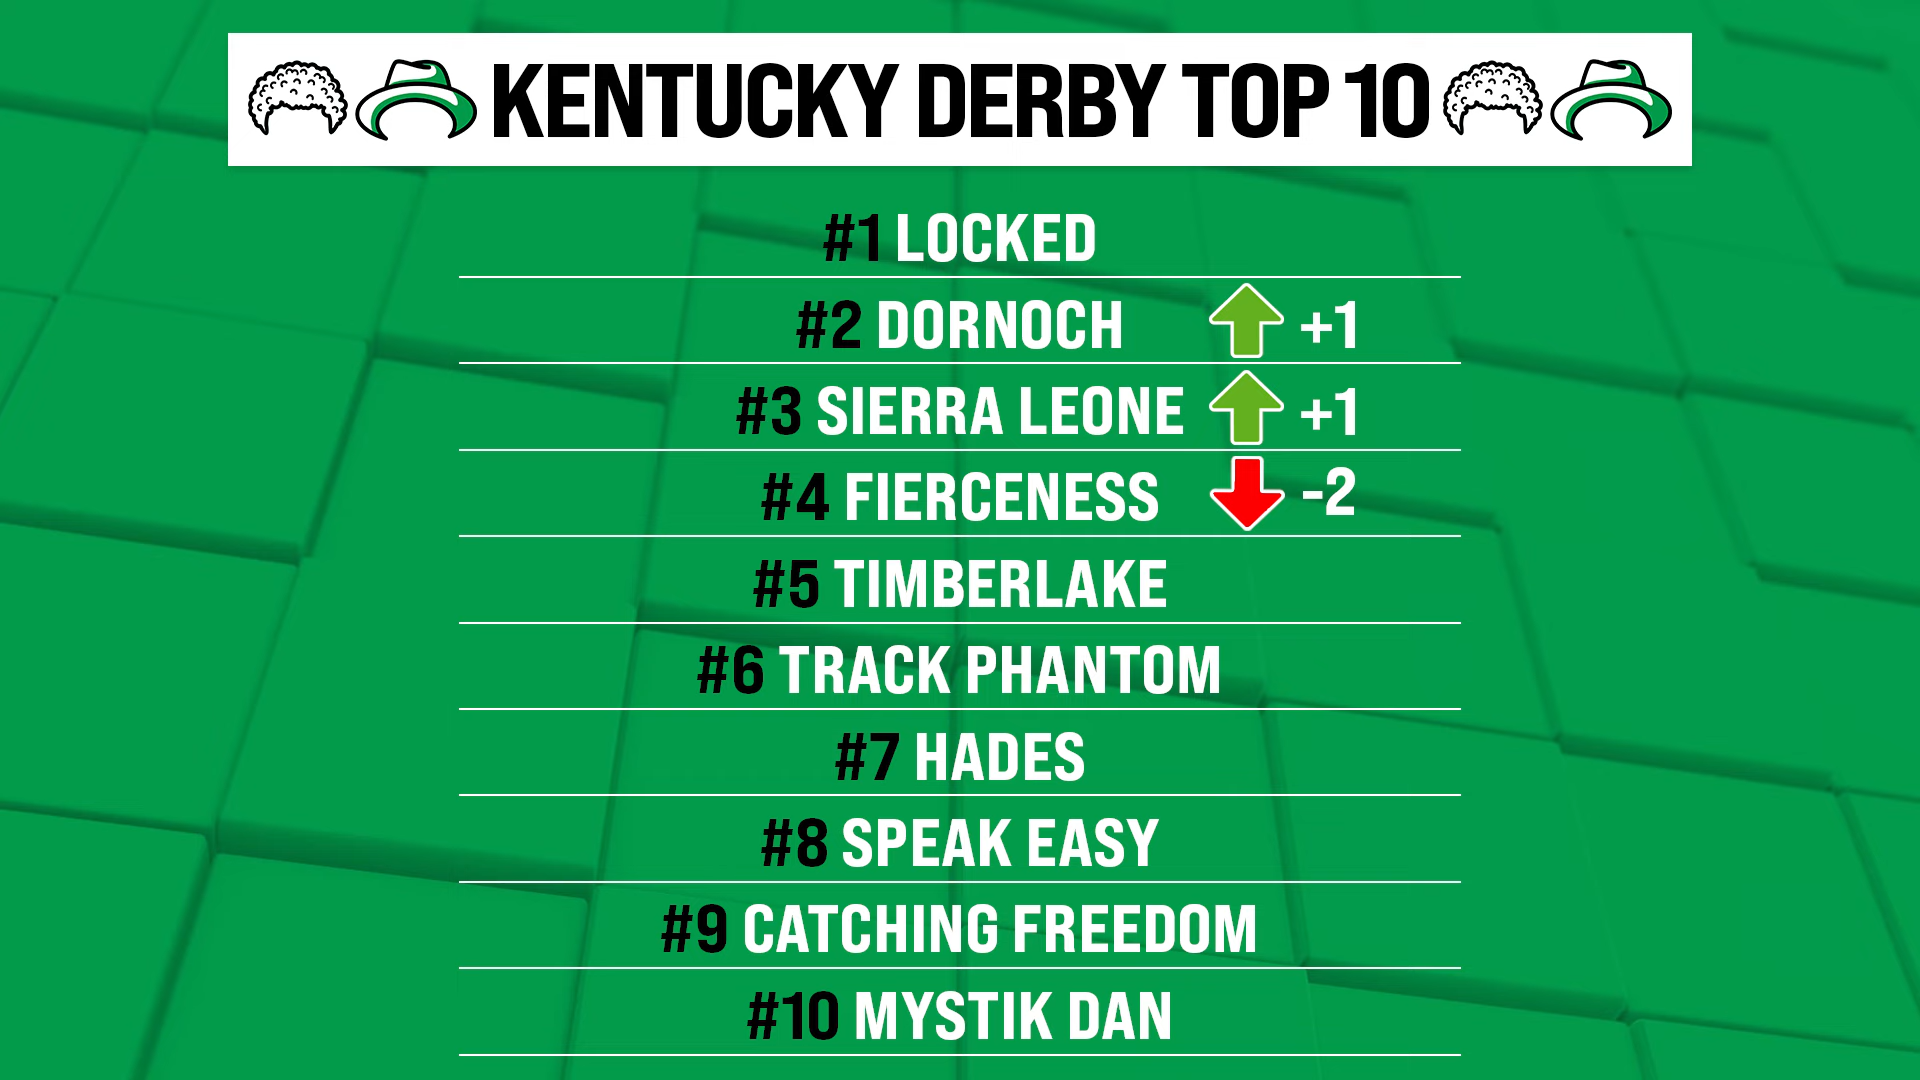 KENTUCKY DERBY TOP 10
#1 LOCKED
#2 DORNOCH +1
#3 SIERRA LEONE +1
#4 FIERCENESS -2
#5 TIMBERLAKE
#6 TRACK PHANTOM
#7 HADES
#8 SPEAK EASY
#9 CATCHING FREEDOM
#10 MYSTIK DAN